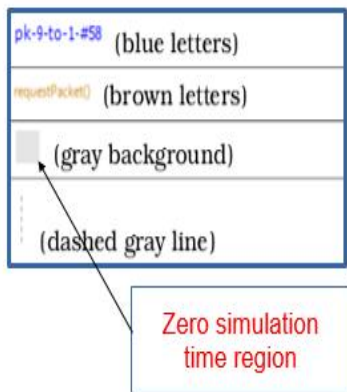 pk-9-to-1-#58 (blue letters)
requestPacket() (brown letters)
(gray background)
(dashed gray line)
Zero simulation
time region